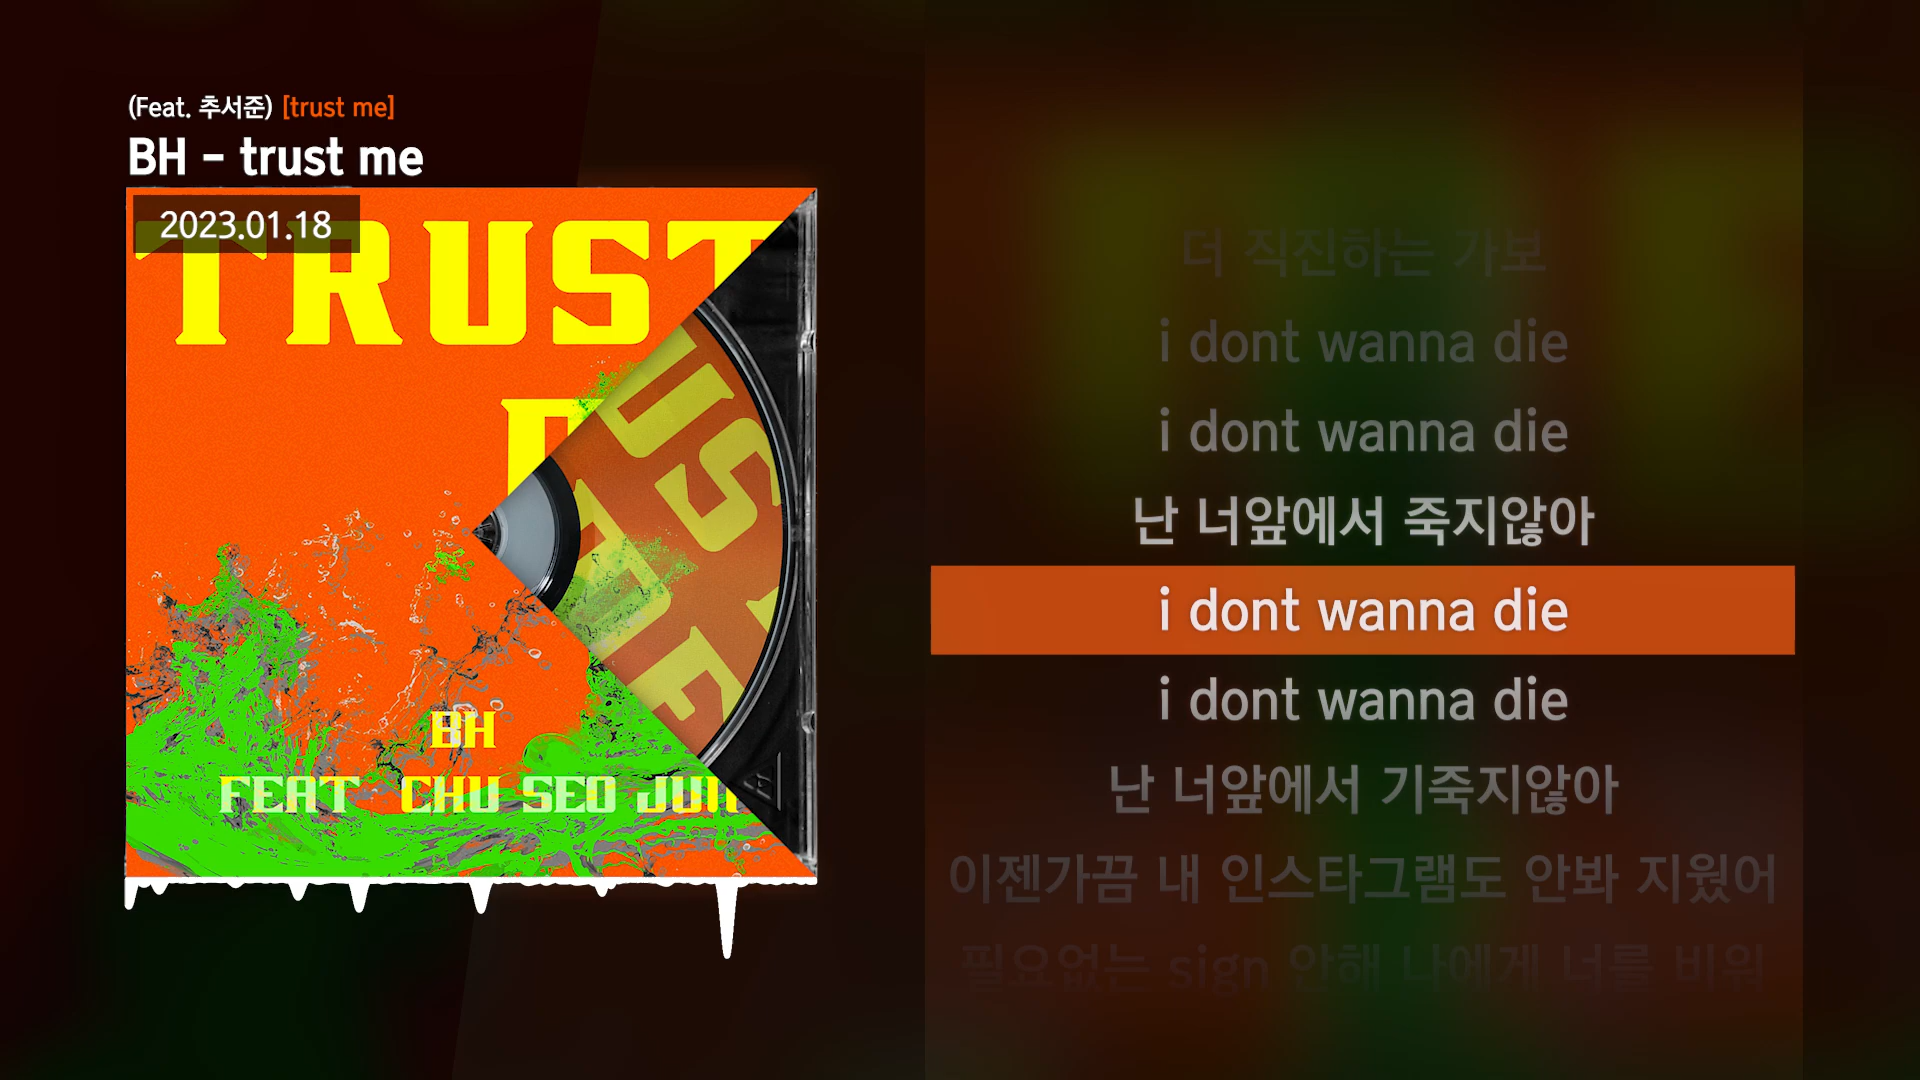 (Feat. 추서준) [trust me]
BH - trust me
2023.01.18
TRUST
BH
FEAT CHU SEO JUN
UST
ME
더 직진하는 가보
i dont wanna die
i dont wanna die
난 너앞에서 죽지않아
i dont wanna die
i dont wanna die
난 너앞에서 기죽지않아
이젠가끔 내 인스타그램도 안봐 지웠어
필요없는 sign 안해 나에게 너를 비워